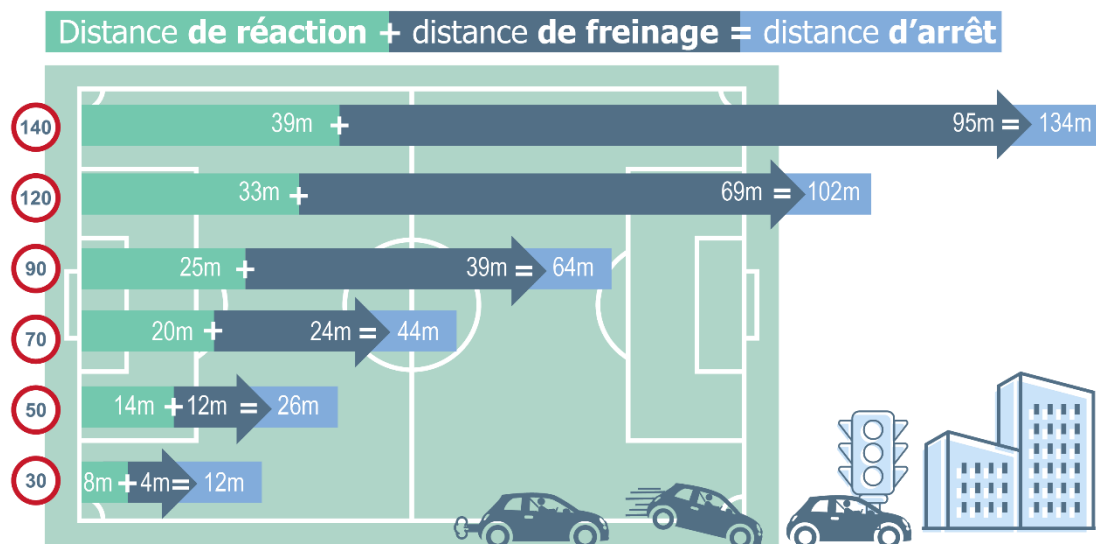 Distance de réaction + distance de freinage = distance d'arrêt
140 39m + 95m = 134m
120 33m + 69m = 102m
90 25m + 39m = 64m
70 20m + 24m = 44m
50 14m + 12m = 26m
30 8m + 4m = 12m